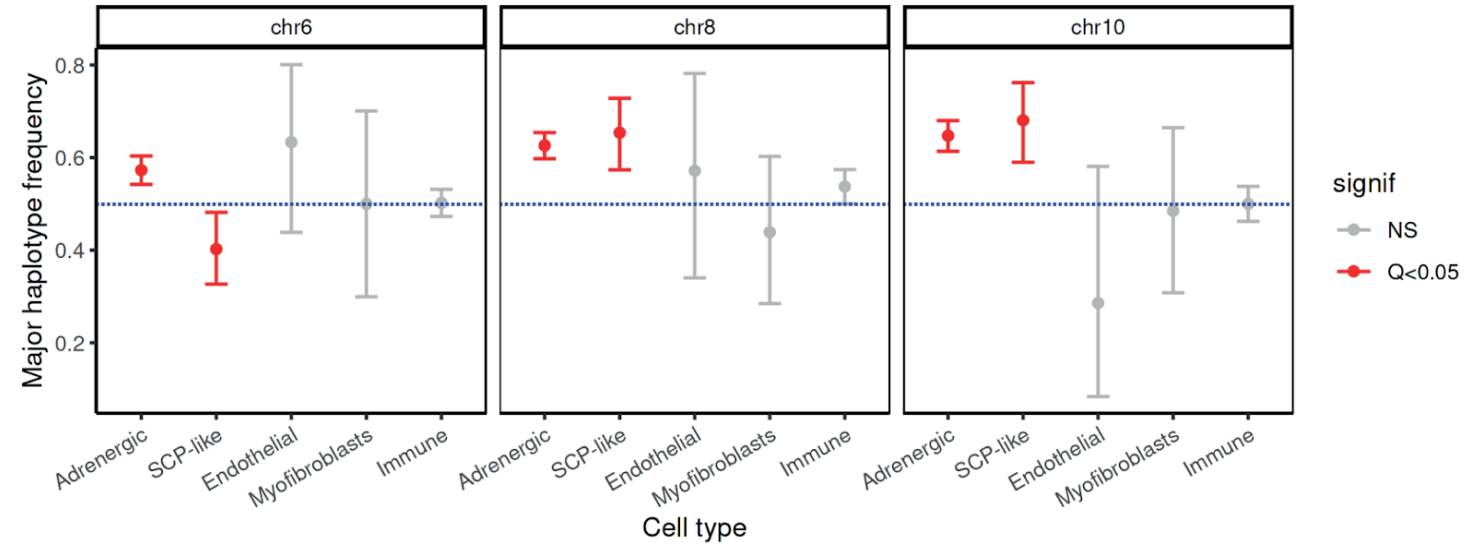 chr6
chr8
chr10
Major haplotype frequency
0.8
0.6
0.4
0.2
Adrenergic
SCP-like
Endothelial
Myofibroblasts
Immune
Adrenergic
SCP-like
Endothelial
Myofibroblasts
Immune
Adrenergic
SCP-like
Endothelial
Myofibroblasts
Immune
Cell type
signif
NS
Q<0.05